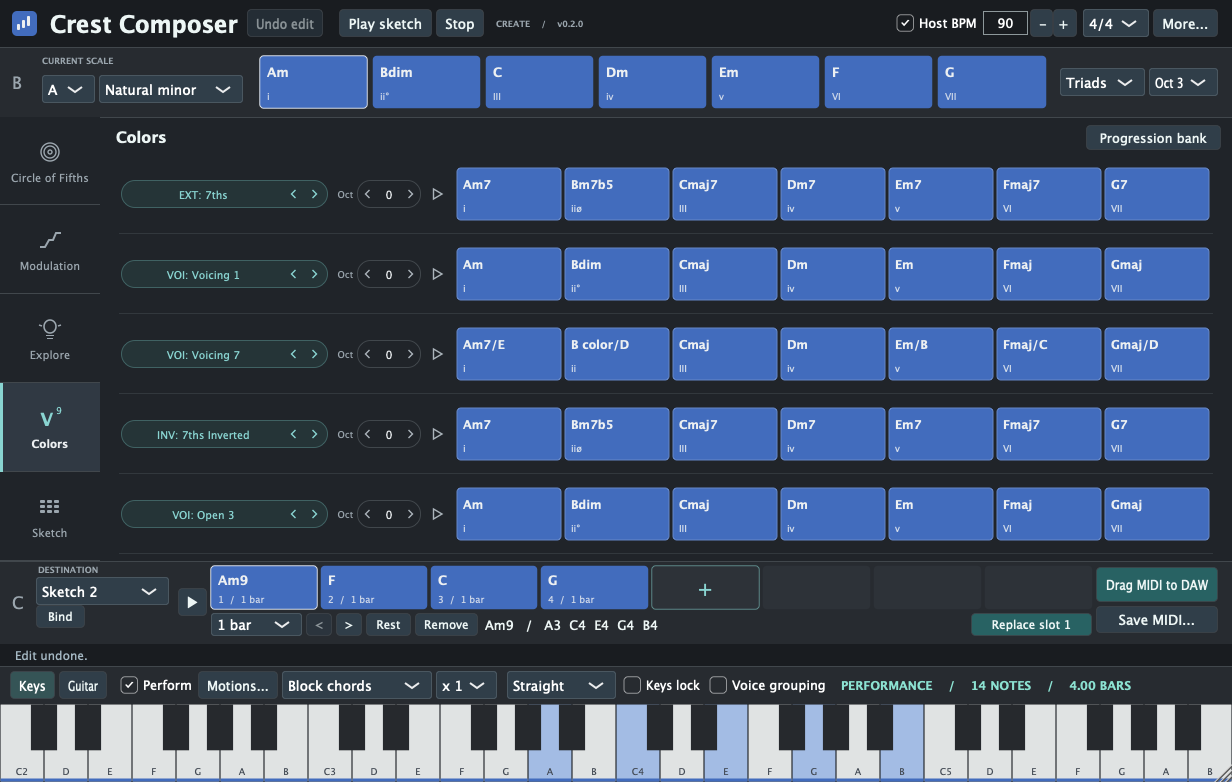 Crest Composer Undo edit Play sketch Stop CREATE / v0.2.0 Host BPM 90 - + 4/4 More...
CURRENT SCALE
B A Natural minor Triads Oct 3
Am Bdim C Dm Em F G
i ii° III iv v VI VII
Colors Progression bank
Circle of Fifths
Modulation
Explore
V9
Colors
Sketch
EXT: 7ths Oct 0
Am7 Bm7b5 Cmaj7 Dm7 Em7 Fmaj7 G7
i iiø III iv v VI VII
VOI: Voicing 1 Oct 0
Am Bdim Cmaj Dm Em Fmaj Gmaj
i ii° III iv v VI VII
VOI: Voicing 7 Oct 0
Am7/E B color/D Cmaj Dm Em/B Fmaj/C Gmaj/D
i ii III iv v VI VII
INV: 7ths Inverted Oct 0
Am7 Bm7b5 Cmaj7 Dm7 Em7 Fmaj7 G7
i iiø III iv v VI VII
VOI: Open 3 Oct 0
Am Bdim Cmaj Dm Em Fmaj Gmaj
i ii° III iv v VI VII
DESTINATION
C Sketch 2
Bind
Am9 F C G +
1 / 1 bar 2 / 1 bar 3 / 1 bar 4 / 1 bar
Drag MIDI to DAW
1 bar < > Rest Remove Am9 / A3 C4 E4 G4 B4 Replace slot 1 Save MIDI...
Edit undone.
Keys Guitar Perform Motions... Block chords x 1 Straight Keys lock Voice grouping PERFORMANCE / 14 NOTES / 4.00 BARS
C2 D E F G A B C3 D E F G A B C4 D E F G A B C5 D E F G A B